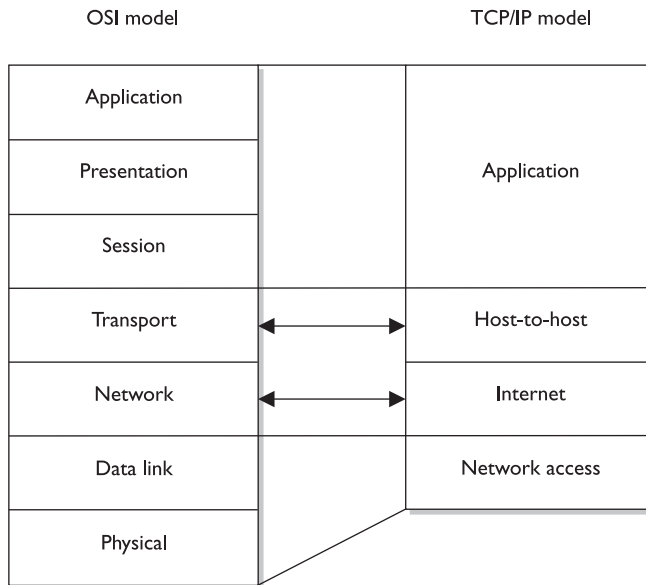 OSI model
TCP/IP model
Application
Presentation
Application
Session
Transport
Host-to-host
Network
Internet
Data link
Network access
Physical